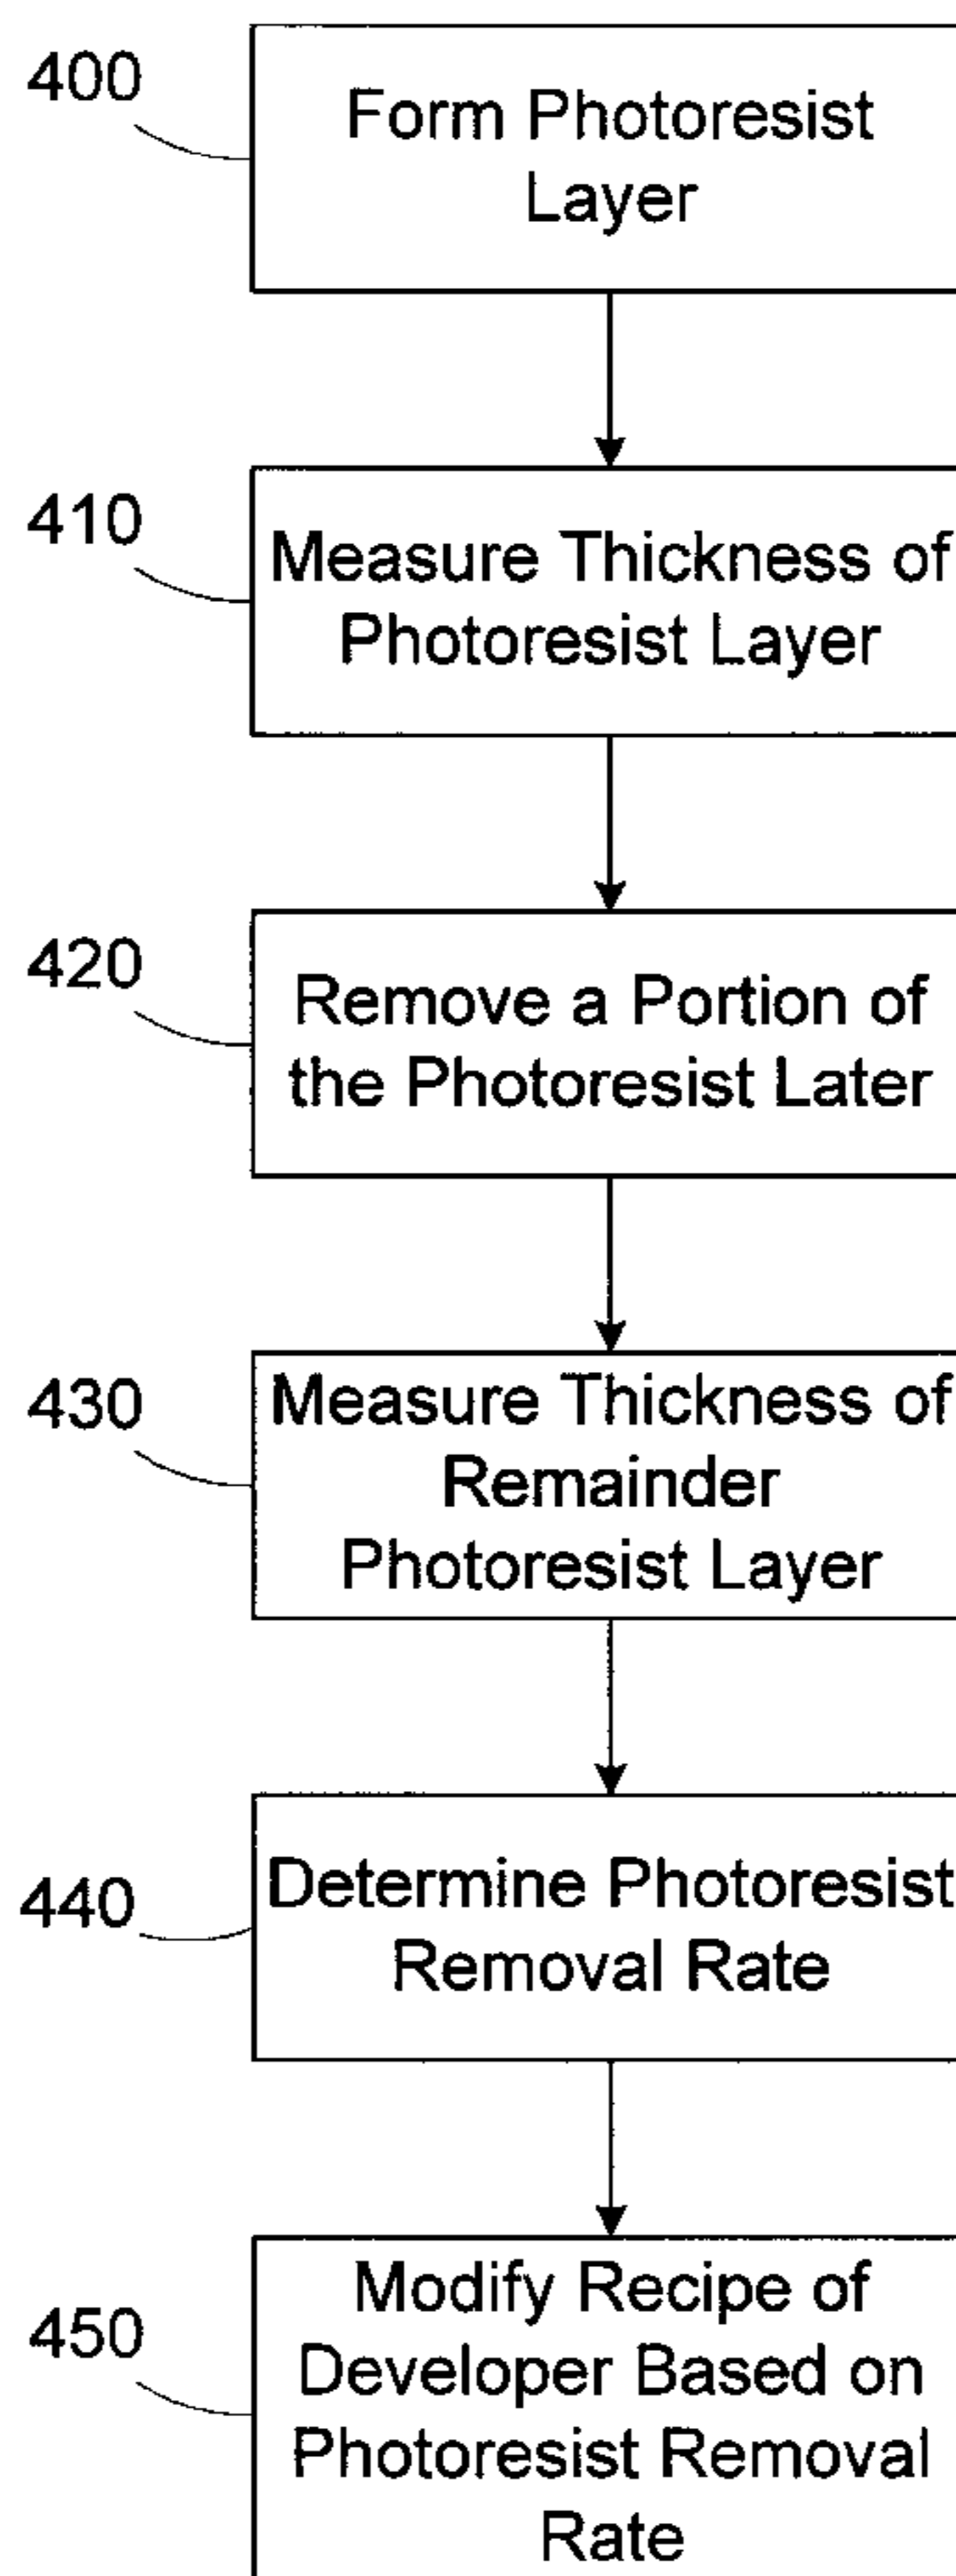 400
Form Photoresist
Layer
410
Measure Thickness of
Photoresist Layer
420
Remove a Portion of
the Photoresist Later
430
Measure Thickness of
Remainder
Photoresist Layer
440
Determine Photoresist
Removal Rate
450
Modify Recipe of
Developer Based on
Photoresist Removal
Rate